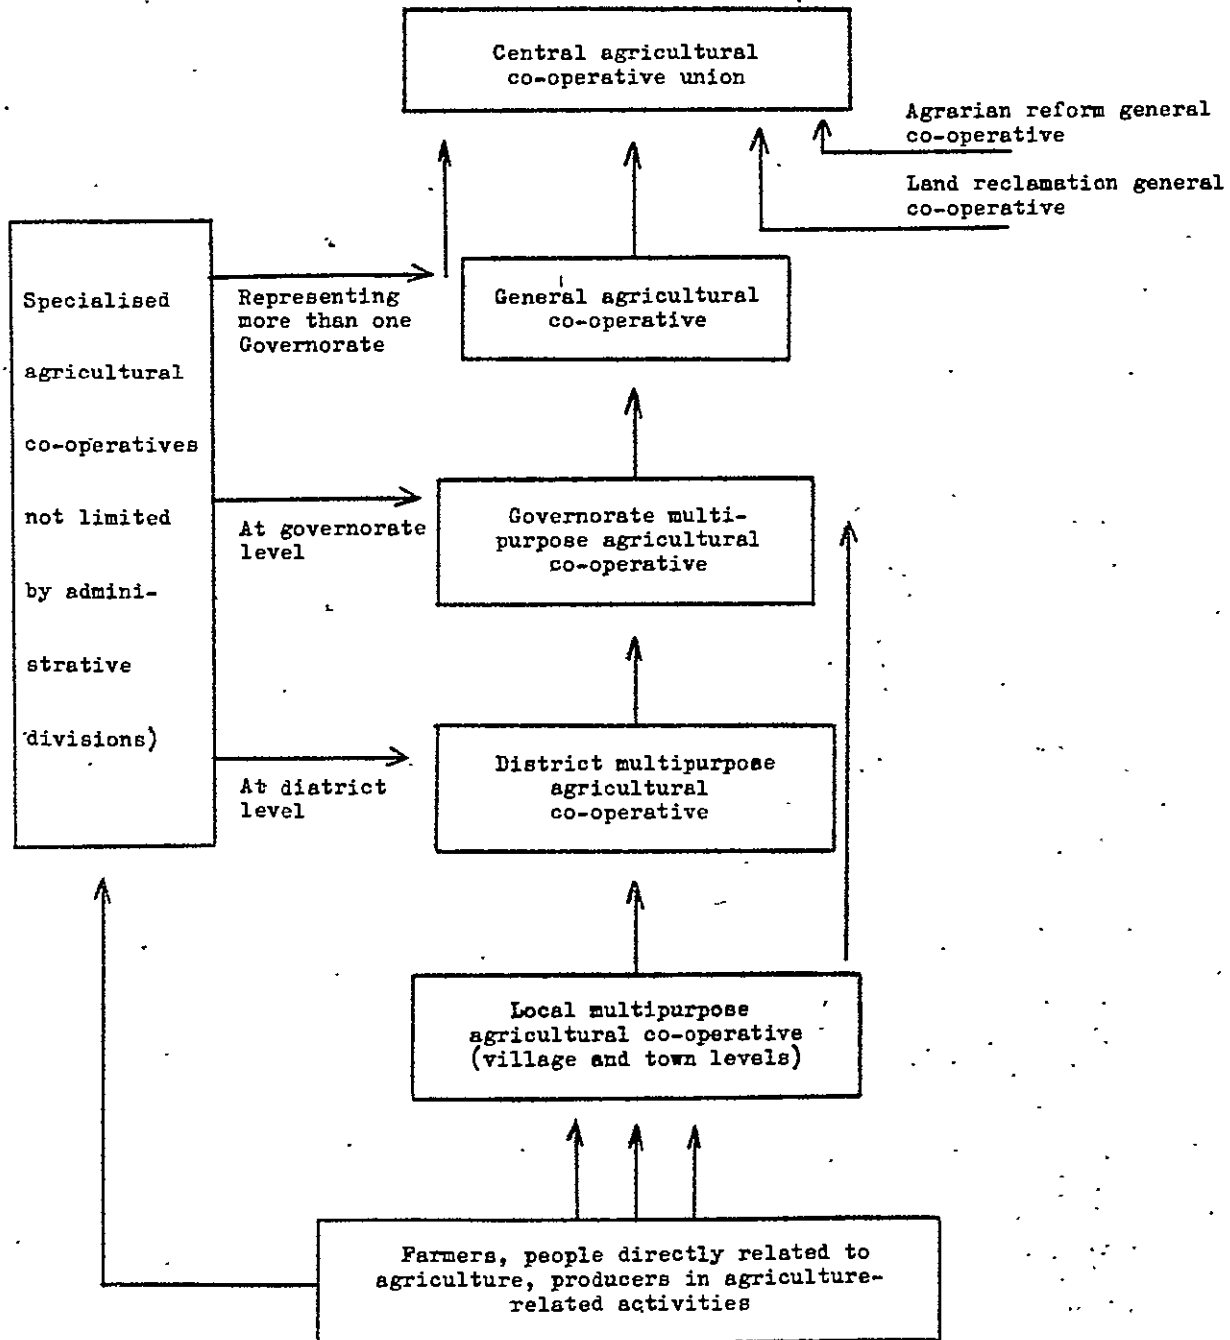 Central agricultural
co-operative union
Agrarian reform general
co-operative
Land reclamation general
co-operative
Specialised
agricultural
co-operatives
not limited
by admini-
strative
divisions)
Representing
more than one
Governorate
General agricultural
co-operative
At governorate
level
Governorate multi-
purpose agricultural
co-operative
At diatrict
level
District multipurpose
agricultural
co-operative
Local multipurpose
agricultural co-operative
(village and town levels)
Farmers, people directly related to
agriculture, producers in agriculture-
related activities